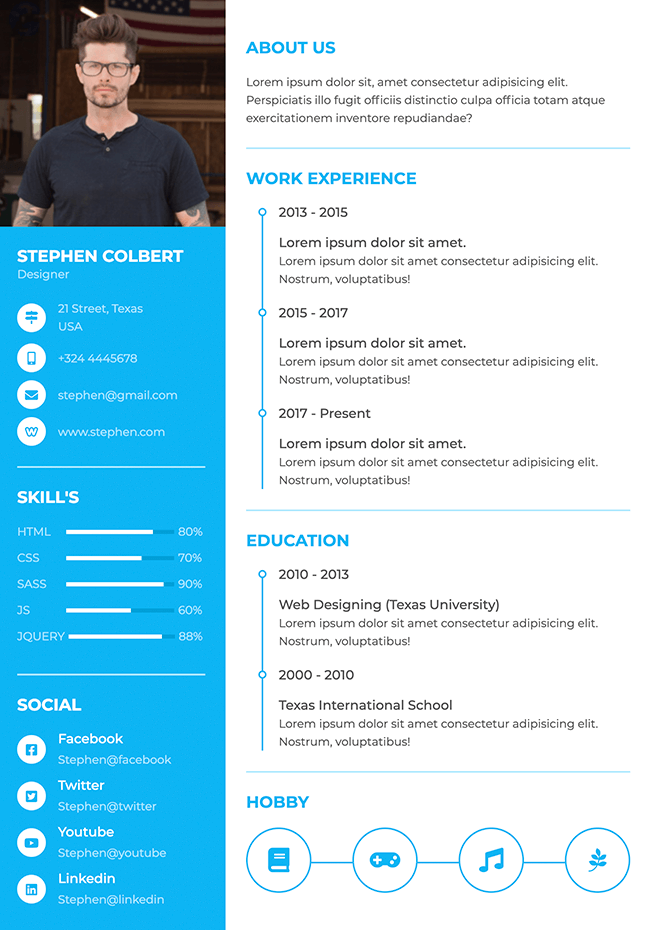 STEPHEN COLBERT
Designer
21 Street, Texas
USA
+324 4445678
stephen@gmail.com
www.stephen.com
SKILL'S
HTML 80%
CSS 70%
SASS 90%
JS 60%
JQUERY 88%
SOCIAL
Facebook
Stephen@facebook
Twitter
Stephen@twitter
Youtube
Stephen@youtube
Linkedin
Stephen@linkedin
ABOUT US
Lorem ipsum dolor sit, amet consectetur adipisicing elit.
Perspiciatis illo fugit officiis distinctio culpa officia totam atque
exercitationem inventore repudiandae?
WORK EXPERIENCE
2013 - 2015
Lorem ipsum dolor sit amet.
Lorem ipsum dolor sit amet consectetur adipisicing elit.
Nostrum, voluptatibus!
2015 - 2017
Lorem ipsum dolor sit amet.
Lorem ipsum dolor sit amet consectetur adipisicing elit.
Nostrum, voluptatibus!
2017 - Present
Lorem ipsum dolor sit amet.
Lorem ipsum dolor sit amet consectetur adipisicing elit.
Nostrum, voluptatibus!
EDUCATION
2010 - 2013
Web Designing (Texas University)
Lorem ipsum dolor sit amet consectetur adipisicing elit.
Nostrum, voluptatibus!
2000 - 2010
Texas International School
Lorem ipsum dolor sit amet consectetur adipisicing elit.
Nostrum, voluptatibus!
HOBBY